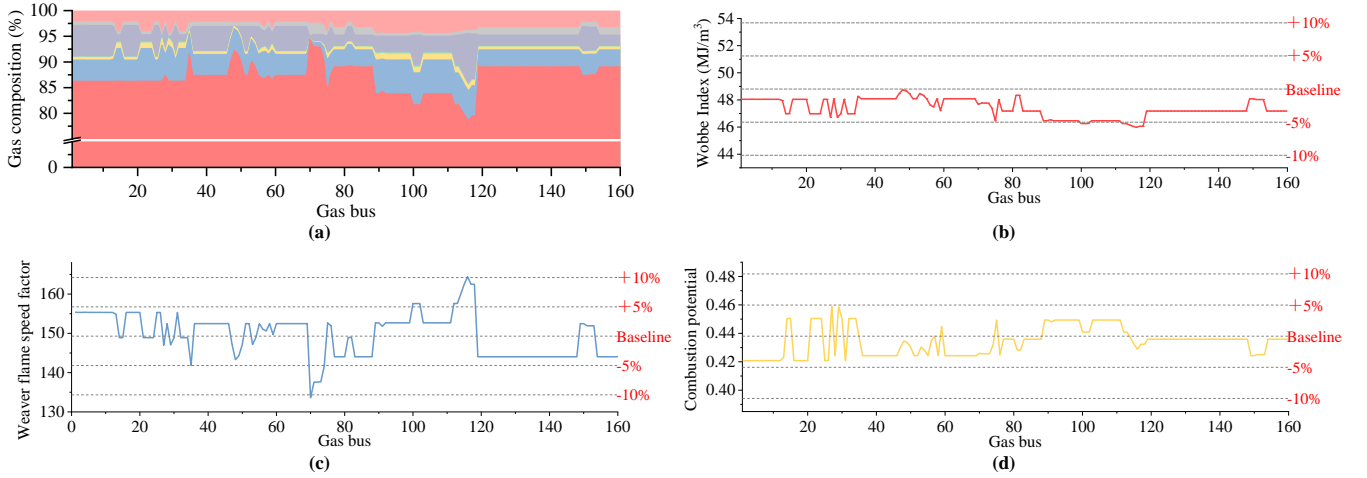 Gas composition (%)
100
95
90
85
80
0
20 40 60 80 100 120 140 160
Gas bus
(a)
Wobbe Index (MJ/m³)
54
52
50
48
46
44
+10%
+5%
Baseline
-5%
-10%
20 40 60 80 100 120 140 160
Gas bus
(b)
Weaver flame speed factor
160
150
140
130
+10%
+5%
Baseline
-5%
-10%
0 20 40 60 80 100 120 140 160
Gas bus
(c)
Combustion potential
0.48
0.46
0.44
0.42
0.40
+10%
+5%
Baseline
-5%
-10%
20 40 60 80 100 120 140 160
Gas bus
(d)